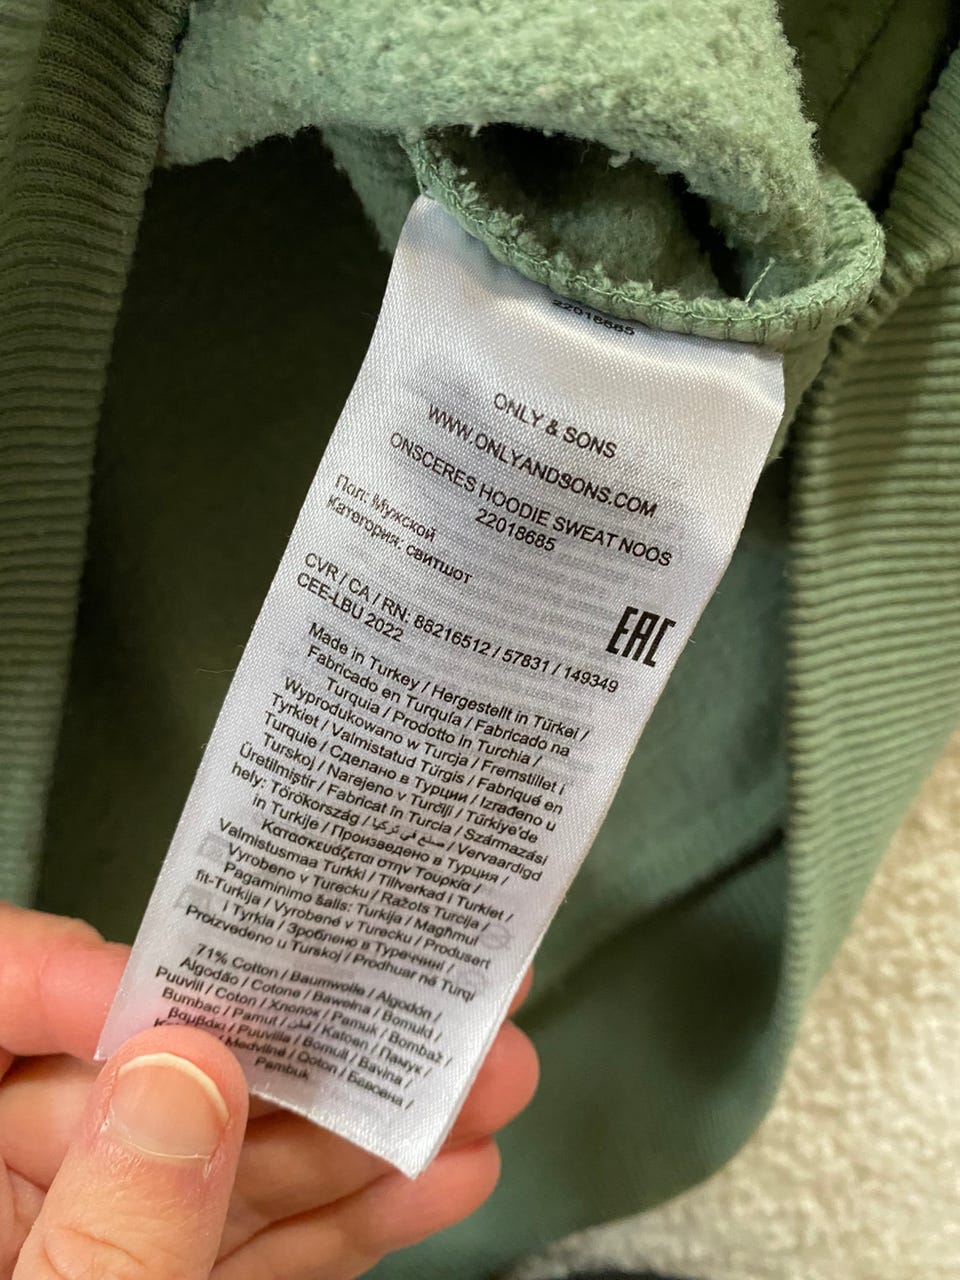 22018685
ONLY & SONS
WWW.ONLYANDSONS.COM
ONSCERES HOODIE SWEAT NOOS
22018685
Пол: Мужской
Категория: свитшот
EAC
CVR / CA / RN: 88216512 / 57831 / 149349
CEE-LBU 2022
Made in Turkey / Hergestellt in Türkei /
Fabricado en Turquía / Fabricado na
Turquia / Prodotto in Turchia /
Wyprodukowano w Turcja / Fremstillet i
Tyrkiet / Valmistatud Türgis / Fabriqué en
Turquie / Сделано в Турции / Izrađeno u
Turskoj / Narejeno v Turčiji / Türkiye'de
Üretilmiştir / Fabricat în Turcia / Származási
hely: Törökország / صنع في تركيا / Vervaardigd
in Turkije / Произведено в Турция /
Κατασκευάζεται στην Τουρκία /
Valmistusmaa Turkki / Tillverkad i Turkiet /
Vyrobeno v Turecku / Ražots Turcija /
Pagaminimo šalis: Turkija / Magħmul
fit-Turkija / Vyrobené v Turecku / Produsert
i Tyrkia / Зроблено в Туреччині /
Proizvedeno u Turskoj / Prodhuar në Turqi
71% Cotton / Baumwolle / Algodón /
Algodão / Cotone / Bawełna / Bomuld /
Puuvill / Coton / Хлопок / Pamuk / Bombaž /
Bumbac / Pamut / قطن / Katoen / Памук /
Βαμβάκι / Puuvilla / Bomull / Bavlna /
Medvilnė / Qoton / Бавовна /
Pambuk